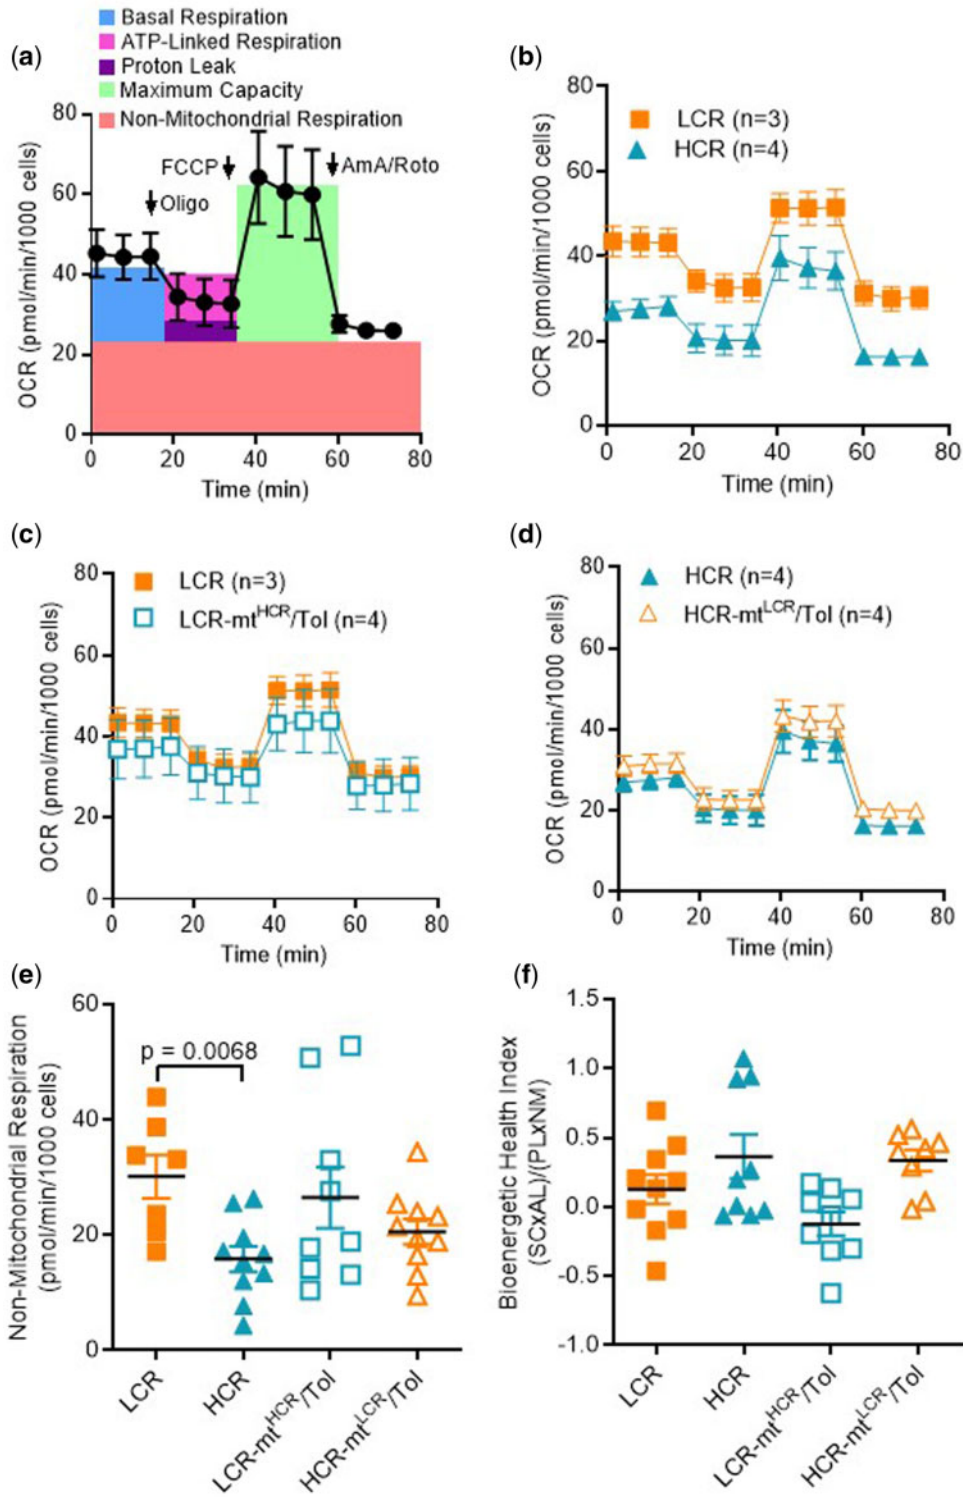 (a)
Basal Respiration
ATP-Linked Respiration
Proton Leak
Maximum Capacity
Non-Mitochondrial Respiration
OCR (pmol/min/1000 cells)
80
60
40
20
0
FCCP
AmA/Roto
Oligo
0 20 40 60 80
Time (min)
(b)
OCR (pmol/min/1000 cells)
80
60
40
20
0
LCR (n=3)
HCR (n=4)
0 20 40 60 80
Time (min)
(c)
OCR (pmol/min/1000 cells)
80
60
40
20
0
LCR (n=3)
LCR-mtHCR/Tol (n=4)
0 20 40 60 80
Time (min)
(d)
OCR (pmol/min/1000 cells)
80
60
40
20
0
HCR (n=4)
HCR-mtLCR/Tol (n=4)
0 20 40 60 80
Time (min)
(e)
Non-Mitochondrial Respiration
(pmol/min/1000 cells)
60
40
20
0
p = 0.0068
LCR
HCR
LCR-mtHCR/Tol
HCR-mtLCR/Tol
(f)
Bioenergetic Health Index
(SCxAL)/(PLxNM)
1.5
1.0
0.5
0.0
-0.5
-1.0
LCR
HCR
LCR-mtHCR/Tol
HCR-mtLCR/Tol